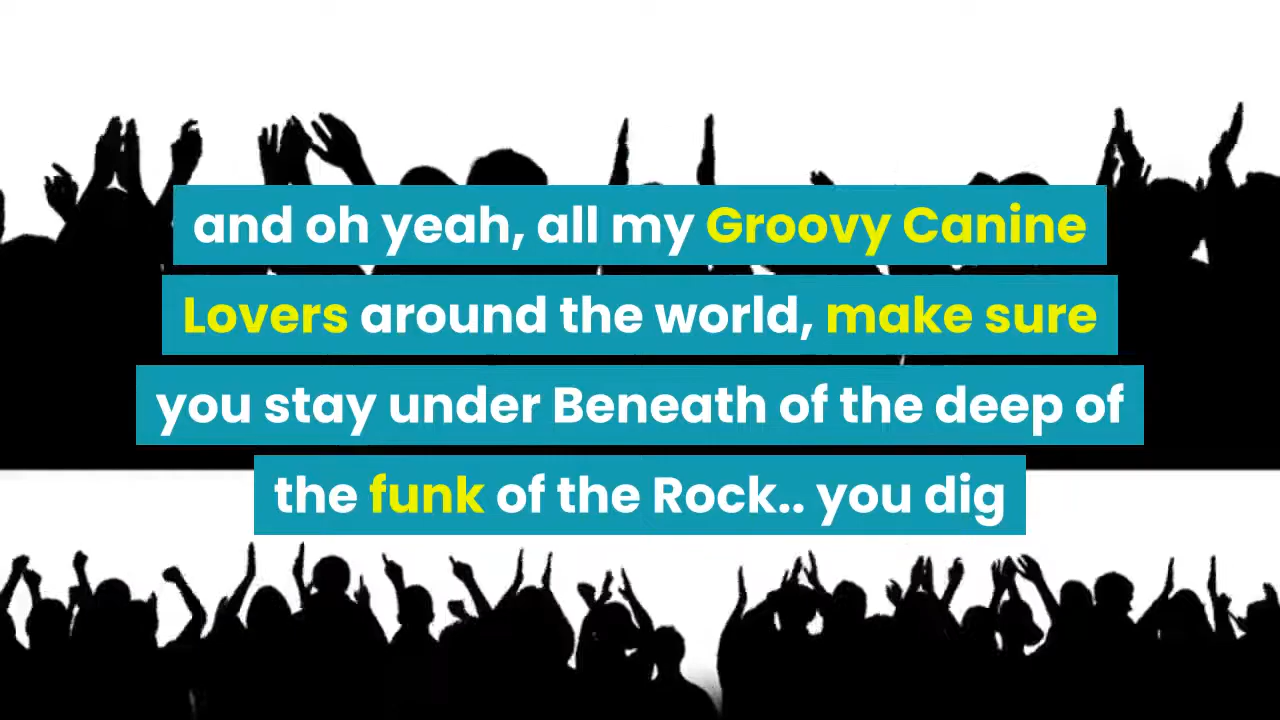 and oh yeah, all my Groovy Canine
Lovers around the world, make sure
you stay under Beneath of the deep of
the funk of the Rock.. you dig